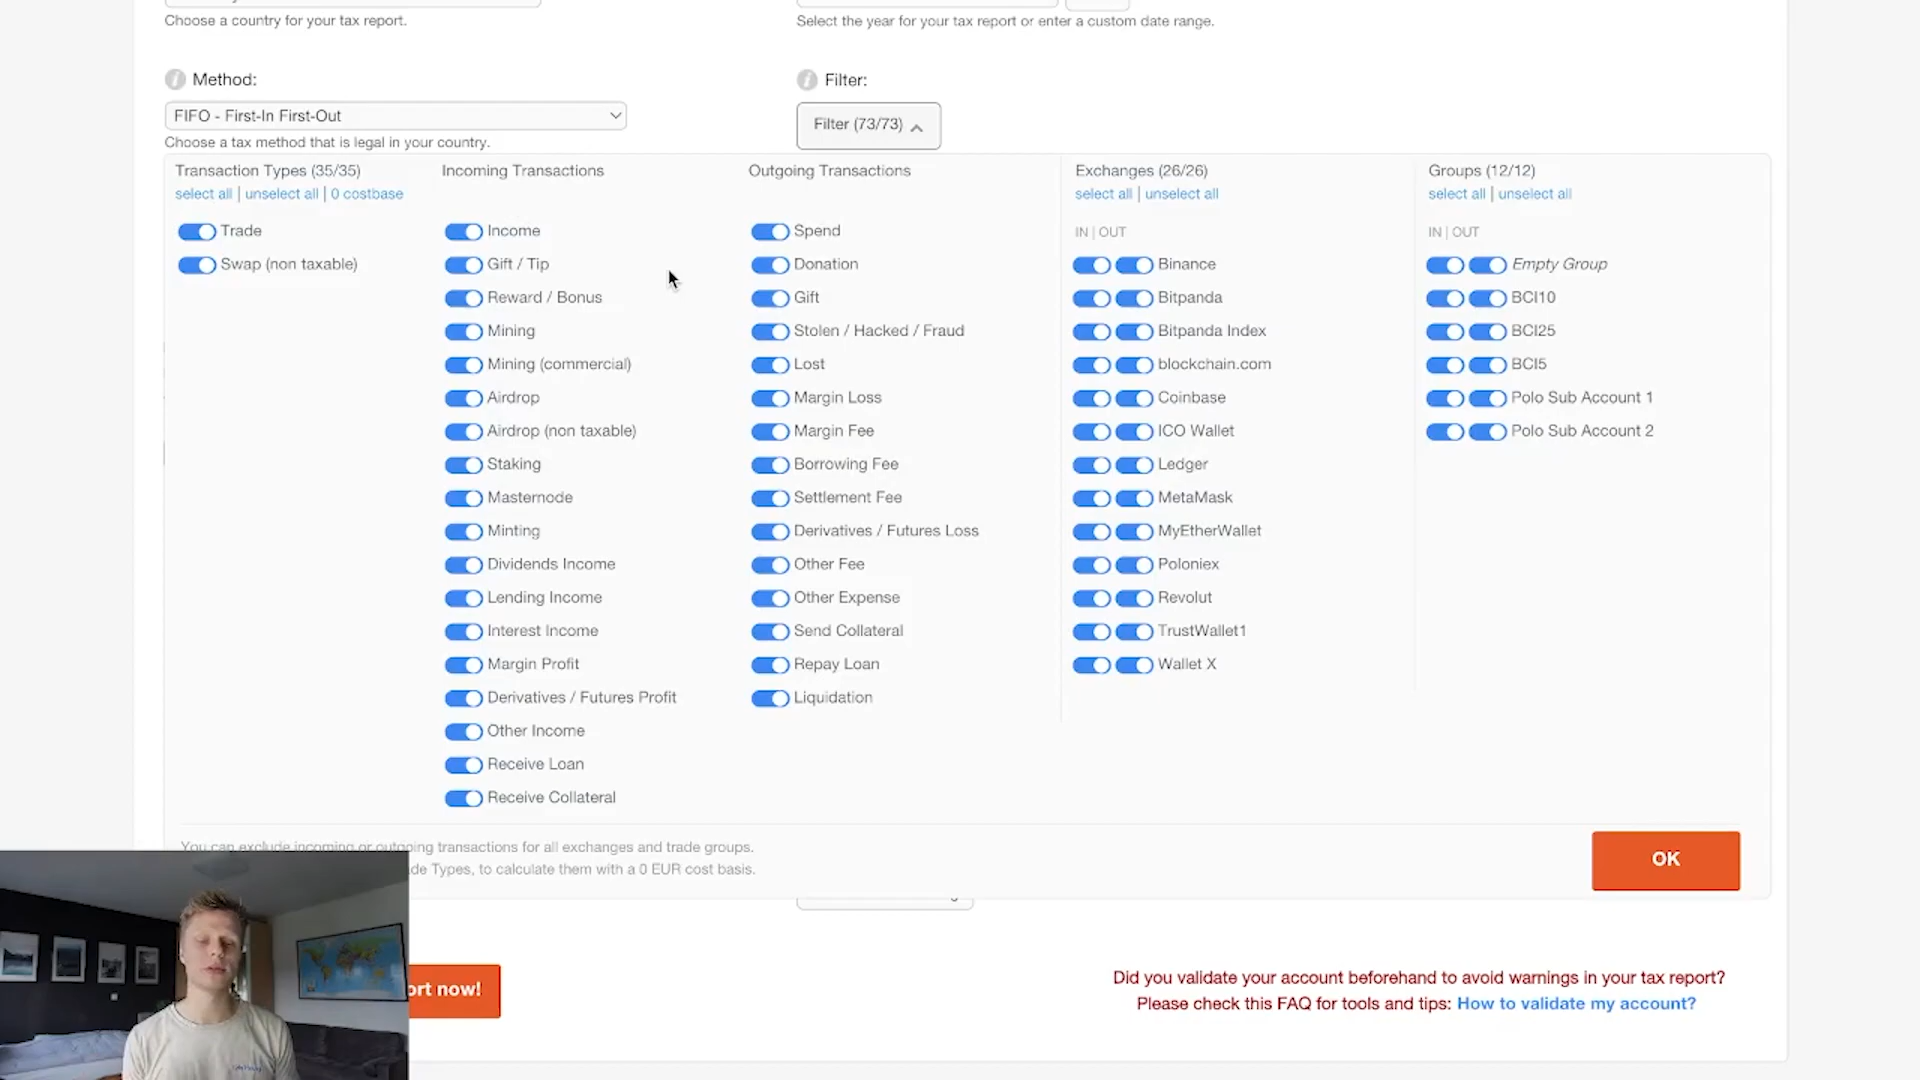 Choose a country for your tax report.
Select the year for your tax report or enter a custom date range.
Method:
Filter:
FIFO - First-In First-Out
Filter (73/73)
Choose a tax method that is legal in your country.
Transaction Types (35/35)
select all | unselect all | 0 costbase
Trade
Swap (non taxable)
Incoming Transactions
Income
Gift / Tip
Reward / Bonus
Mining
Mining (commercial)
Airdrop
Airdrop (non taxable)
Staking
Masternode
Minting
Dividends Income
Lending Income
Interest Income
Margin Profit
Derivatives / Futures Profit
Other Income
Receive Loan
Receive Collateral
Outgoing Transactions
Spend
Donation
Gift
Stolen / Hacked / Fraud
Lost
Margin Loss
Margin Fee
Borrowing Fee
Settlement Fee
Derivatives / Futures Loss
Other Fee
Other Expense
Send Collateral
Repay Loan
Liquidation
Exchanges (26/26)
select all | unselect all
IN | OUT
Binance
Bitpanda
Bitpanda Index
blockchain.com
Coinbase
ICO Wallet
Ledger
MetaMask
MyEtherWallet
Poloniex
Revolut
TrustWallet1
Wallet X
Groups (12/12)
select all | unselect all
IN | OUT
Empty Group
BCI10
BCI25
BCI5
Polo Sub Account 1
Polo Sub Account 2
You can exclude incoming or outgoing transactions for all exchanges and trade groups.
de Types, to calculate them with a 0 EUR cost basis.
OK
ort now!
Did you validate your account beforehand to avoid warnings in your tax report?
Please check this FAQ for tools and tips: How to validate my account?